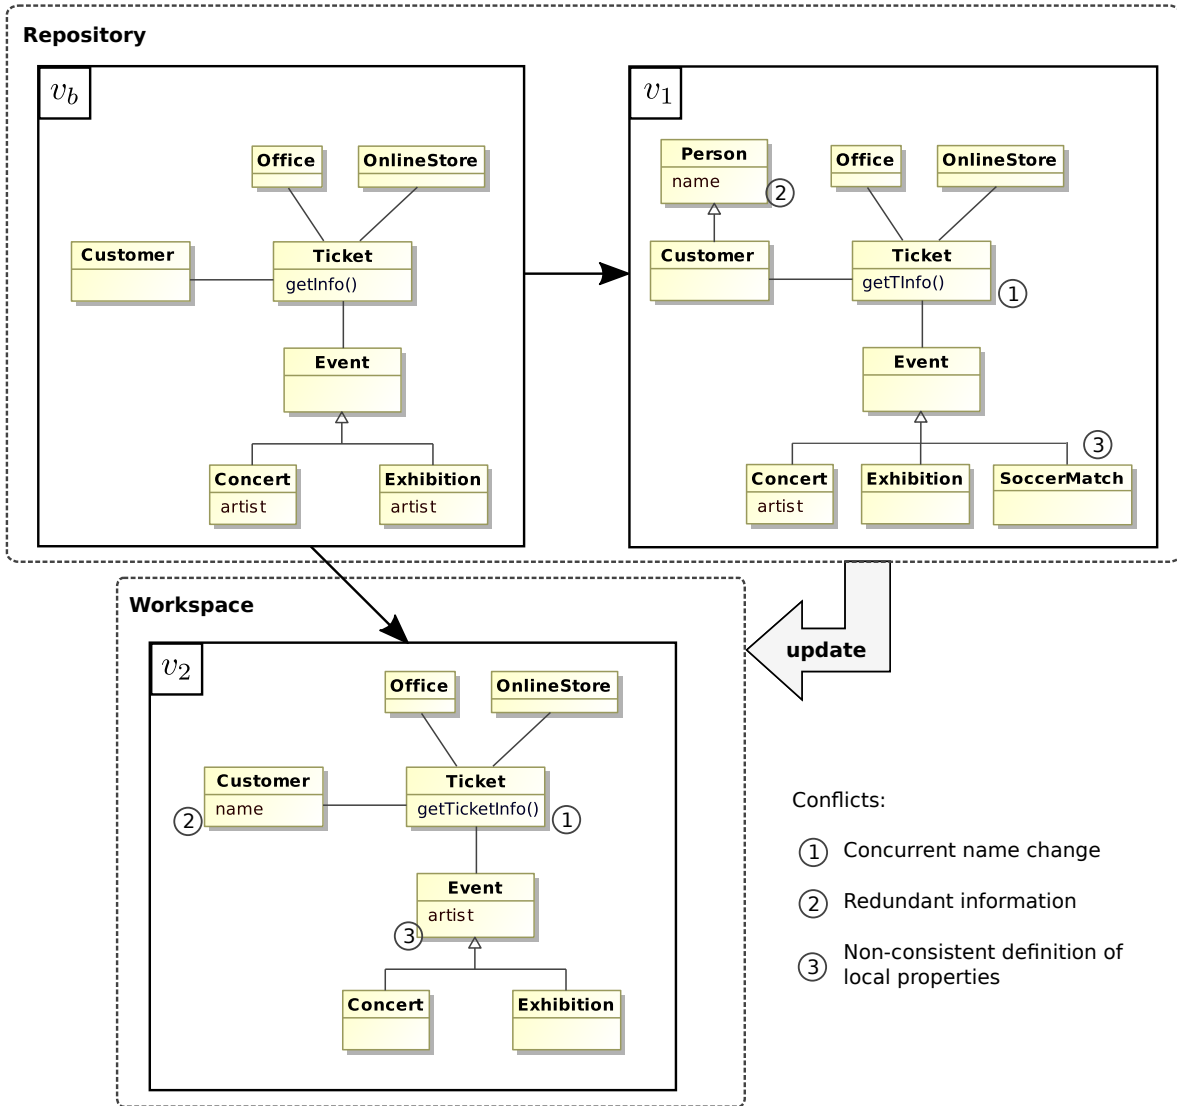 Repository
v_b
Office
OnlineStore
Customer
Ticket
getInfo()
Event
Concert
artist
Exhibition
artist
v_1
Person
name
2
Office
OnlineStore
Customer
Ticket
getTInfo()
1
Event
3
Concert
artist
Exhibition
SoccerMatch
update
Workspace
v_2
Office
OnlineStore
Customer
name
2
Ticket
getTicketInfo()
1
Event
artist
3
Concert
Exhibition
Conflicts:
1 Concurrent name change
2 Redundant information
3 Non-consistent definition of
local properties